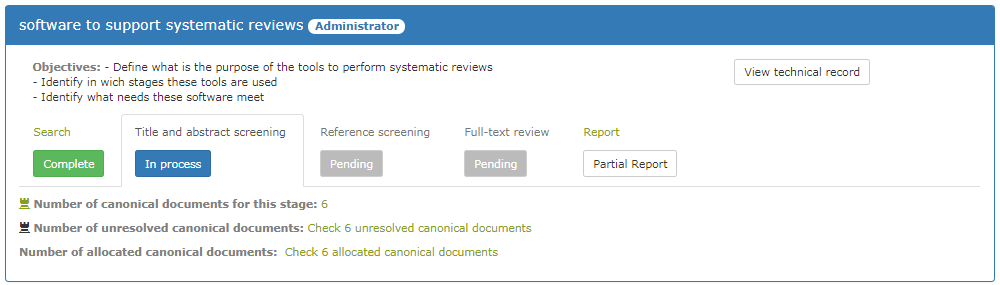 software to support systematic reviews Administrator
Objectives: - Define what is the purpose of the tools to perform systematic reviews
- Identify in wich stages these tools are used
- Identify what needs these software meet
View technical record
Search Title and abstract screening Reference screening Full-text review Report
Complete In process Pending Pending Partial Report
Number of canonical documents for this stage: 6
Number of unresolved canonical documents: Check 6 unresolved canonical documents
Number of allocated canonical documents: Check 6 allocated canonical documents